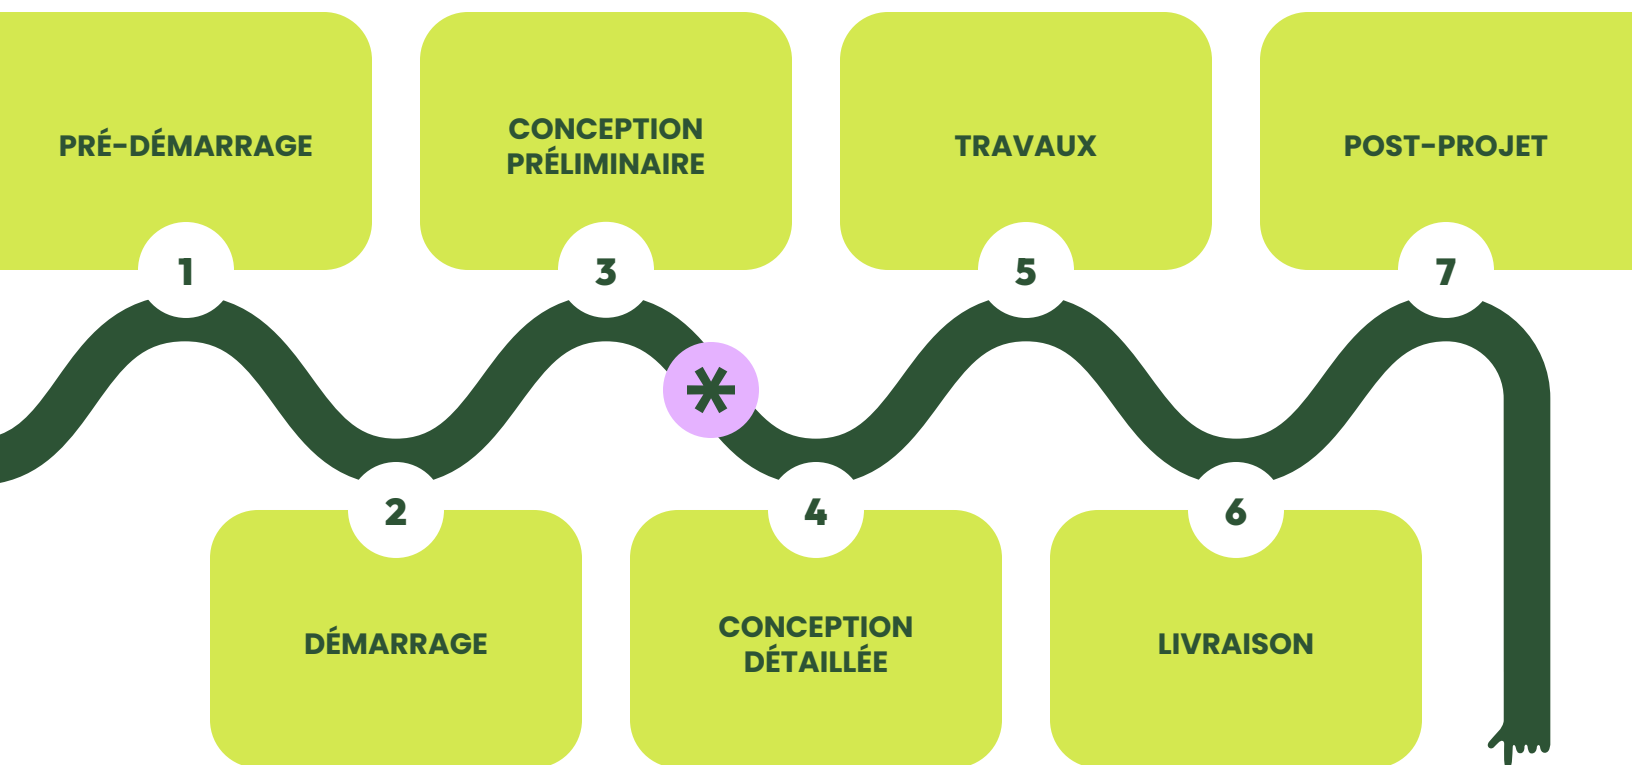 PRÉ-DÉMARRAGE
1
DÉMARRAGE
2
CONCEPTION
PRÉLIMINAIRE
3
*
4
CONCEPTION
DÉTAILLÉE
TRAVAUX
5
6
LIVRAISON
POST-PROJET
7